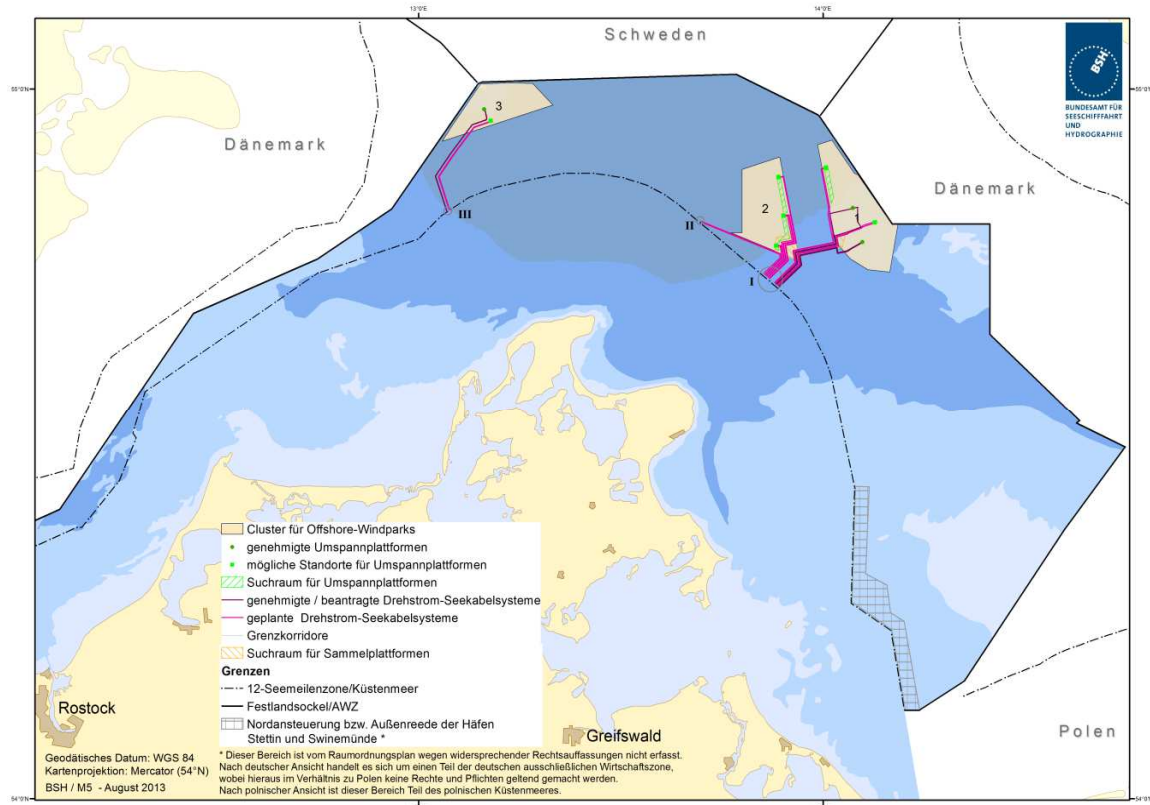 13°0'E
14°0'E
Schweden
BSH
BUNDESAMT FÜR
SEESCHIFFFAHRT
UND
HYDROGRAPHIE
55°0'N
55°0'N
3
Dänemark
Dänemark
2
1
III
II
I
Cluster für Offshore-Windparks
genehmigte Umspannplattformen
mögliche Standorte für Umspannplattformen
Suchraum für Umspannplattformen
genehmigte / beantragte Drehstrom-Seekabelsysteme
geplante Drehstrom-Seekabelsysteme
Grenzkorridore
Suchraum für Sammelplattformen
Grenzen
12-Seemeilenzone/Küstenmeer
Festlandsockel/AWZ
Nordansteuerung bzw. Außenreede der Häfen
Stettin und Swinemünde *
Rostock
Greifswald
Polen
Geodätisches Datum: WGS 84
Kartenprojektion: Mercator (54°N)
BSH / M5 - August 2013
* Dieser Bereich ist vom Raumordnungsplan wegen widersprechender Rechtsauffassungen nicht erfasst.
Nach deutscher Ansicht handelt es sich um einen Teil der deutschen ausschließlichen Wirtschaftszone,
wobei hieraus im Verhältnis zu Polen keine Rechte und Pflichten geltend gemacht werden.
Nach polnischer Ansicht ist dieser Bereich Teil des polnischen Küstenmeeres.
54°0'N
54°0'N